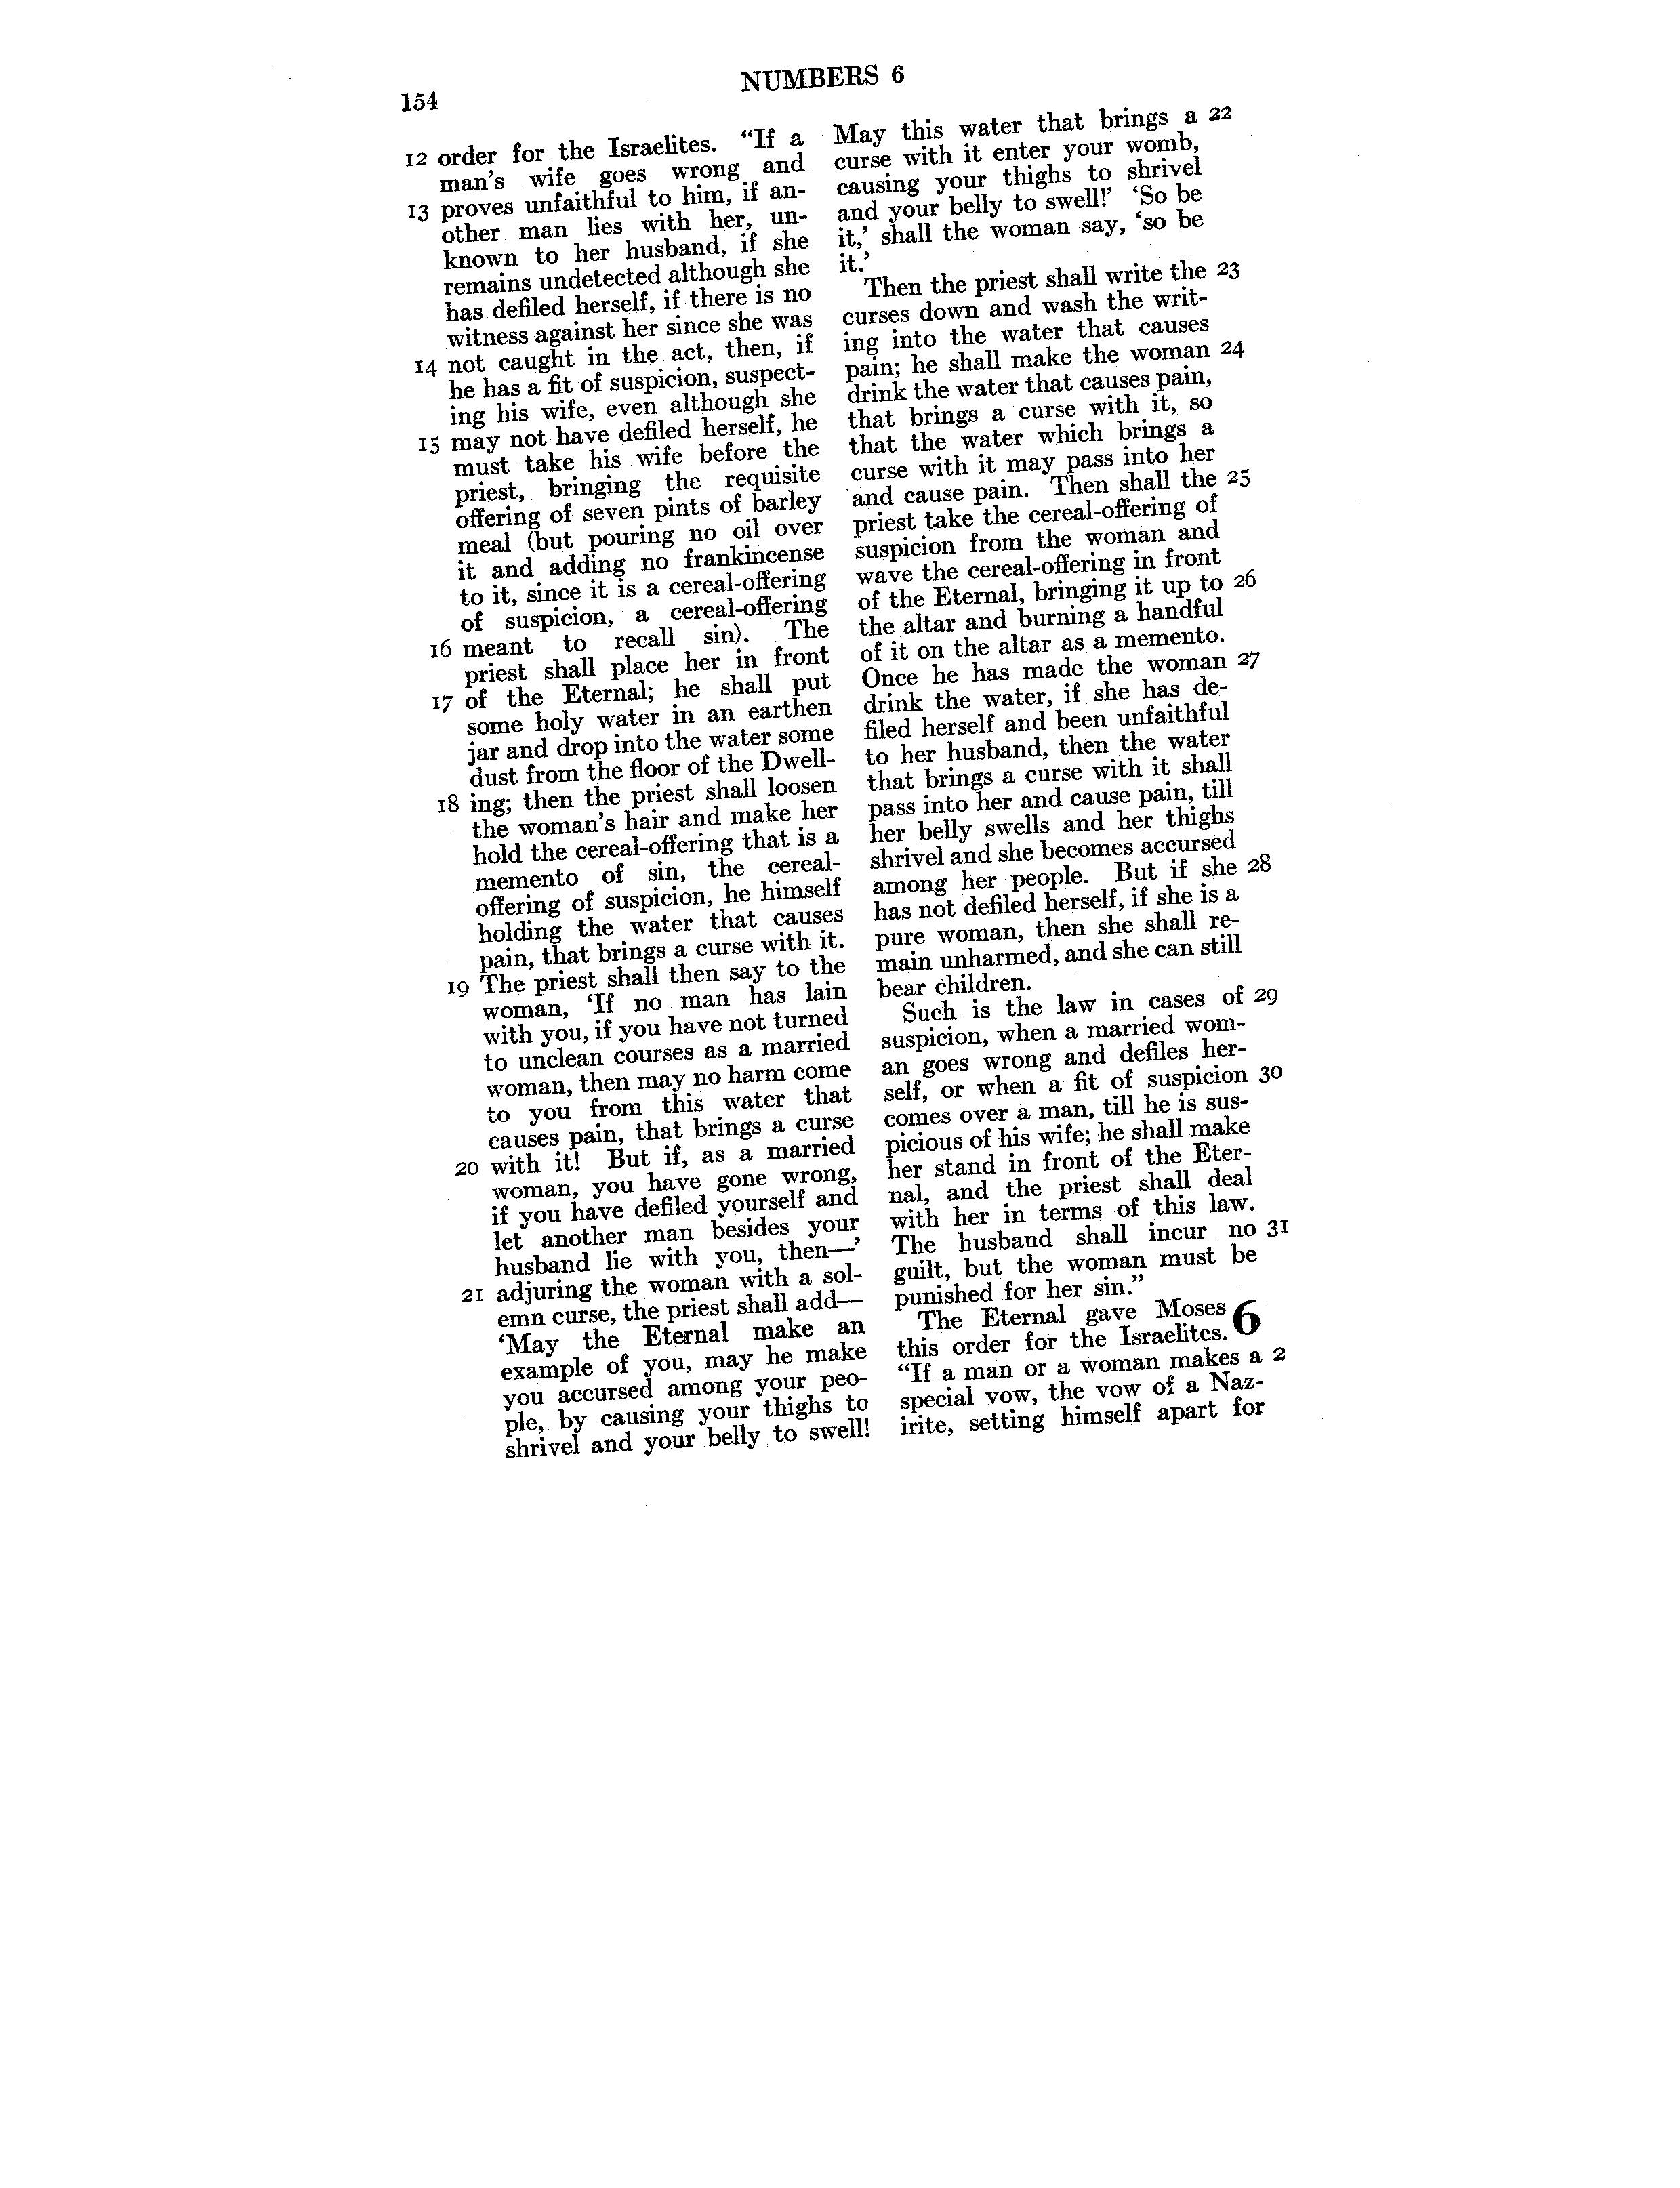 154
NUMBERS 6
12 order for the Israelites. “If a
man’s wife goes wrong and
13 proves unfaithful to him, if an-
other man lies with her, un-
known to her husband, if she
remains undetected although she
has defiled herself, if there is no
witness against her since she was
14 not caught in the act, then, if
he has a fit of suspicion, suspect-
ing his wife, even although she
15 may not have defiled herself, he
must take his wife before the
priest, bringing the requisite
offering of seven pints of barley
meal (but pouring no oil over
it and adding no frankincense
to it, since it is a cereal-offering
of suspicion, a cereal-offering
16 meant to recall sin). The
priest shall place her in front
17 of the Eternal; he shall put
some holy water in an earthen
jar and drop into the water some
dust from the floor of the Dwell-
18 ing; then the priest shall loosen
the woman’s hair and make her
hold the cereal-offering that is a
memento of sin, the cereal-
offering of suspicion, he himself
holding the water that causes
pain, that brings a curse with it.
19 The priest shall then say to the
woman, ‘If no man has lain
with you, if you have not turned
to unclean courses as a married
woman, then may no harm come
to you from this water that
causes pain, that brings a curse
20 with it! But if, as a married
woman, you have gone wrong,
if you have defiled yourself and
let another man besides your
husband lie with you, then—’
21 adjuring the woman with a sol-
emn curse, the priest shall add—
‘May the Eternal make an
example of you, may he make
you accursed among your peo-
ple, by causing your thighs to
shrivel and your belly to swell!
May this water that brings a 22
curse with it enter your womb,
causing your thighs to shrivel
and your belly to swell!’ ‘So be
it,’ shall the woman say, ‘so be
it.’
Then the priest shall write the 23
curses down and wash the writ-
ing into the water that causes
pain; he shall make the woman 24
drink the water that causes pain,
that brings a curse with it, so
that the water which brings a
curse with it may pass into her
and cause pain. Then shall the 25
priest take the cereal-offering of
suspicion from the woman and
wave the cereal-offering in front
of the Eternal, bringing it up to 26
the altar and burning a handful
of it on the altar as a memento.
Once he has made the woman 27
drink the water, if she has de-
filed herself and been unfaithful
to her husband, then the water
that brings a curse with it shall
pass into her and cause pain, till
her belly swells and her thighs
shrivel and she becomes accursed
among her people. But if she 28
has not defiled herself, if she is a
pure woman, then she shall re-
main unharmed, and she can still
bear children.
Such is the law in cases of 29
suspicion, when a married wom-
an goes wrong and defiles her-
self, or when a fit of suspicion 30
comes over a man, till he is sus-
picious of his wife; he shall make
her stand in front of the Eter-
nal, and the priest shall deal
with her in terms of this law.
The husband shall incur no 31
guilt, but the woman must be
punished for her sin.”
The Eternal gave Moses 6
this order for the Israelites.
“If a man or a woman makes a 2
special vow, the vow of a Naz-
irite, setting himself apart for